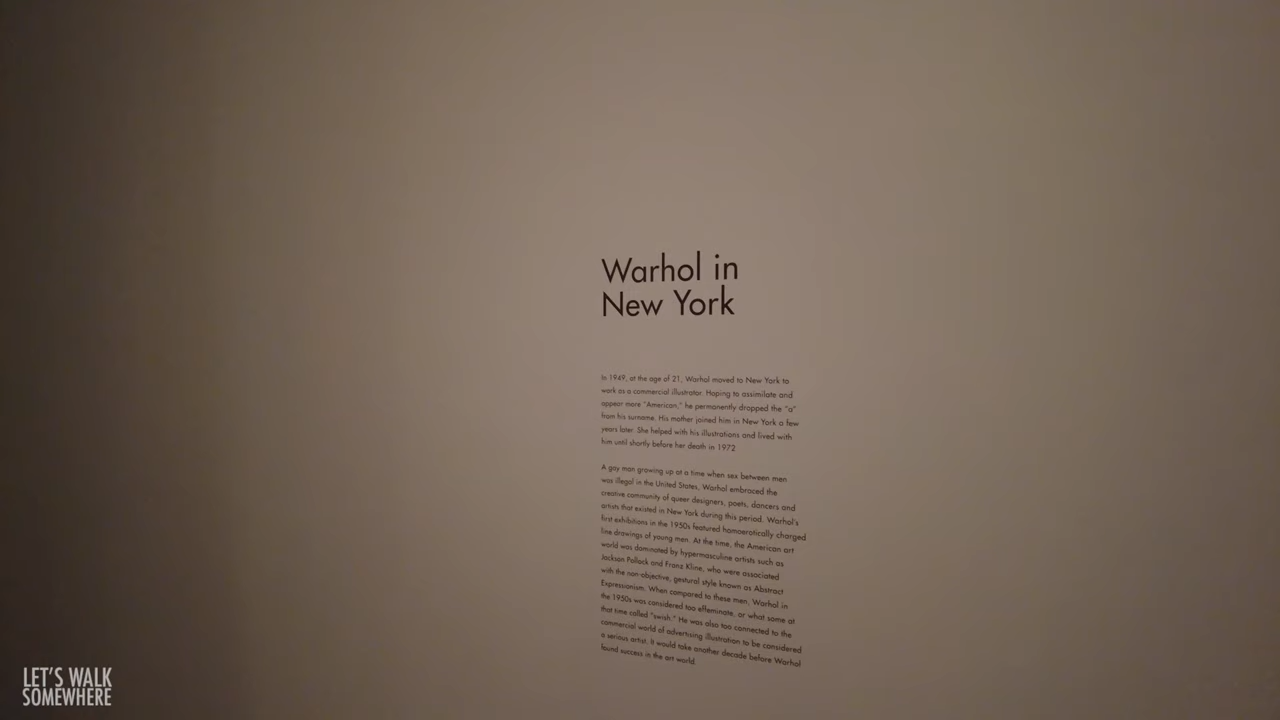 Warhol in
New York
In 1949, at the age of 21, Warhol moved to New York to
work as a commercial illustrator. Hoping to assimilate and
appear more "American," he permanently dropped the "a"
from his surname. His mother joined him in New York a few
years later. She helped with his illustrations and lived with
him until shortly before her death in 1972
A gay man growing up at a time when sex between men
was illegal in the United States, Warhol embraced the
creative community of queer designers, poets, dancers and
artists that existed in New York during this period. Warhol's
first exhibitions in the 1950s featured homoerotically charged
line drawings of young men. At the time, the American art
world was dominated by hypermasculine artists such as
Jackson Pollock and Franz Kline, who were associated
with the non-objective, gestural style known as Abstract
Expressionism. When compared to these men, Warhol in
the 1950s was considered too effeminate, or what some at
that time called "swish." He was also too connected to the
commercial world of advertising illustration to be considered
a serious artist. It would take another decade before Warhol
found success in the art world.
LET'S WALK
SOMEWHERE